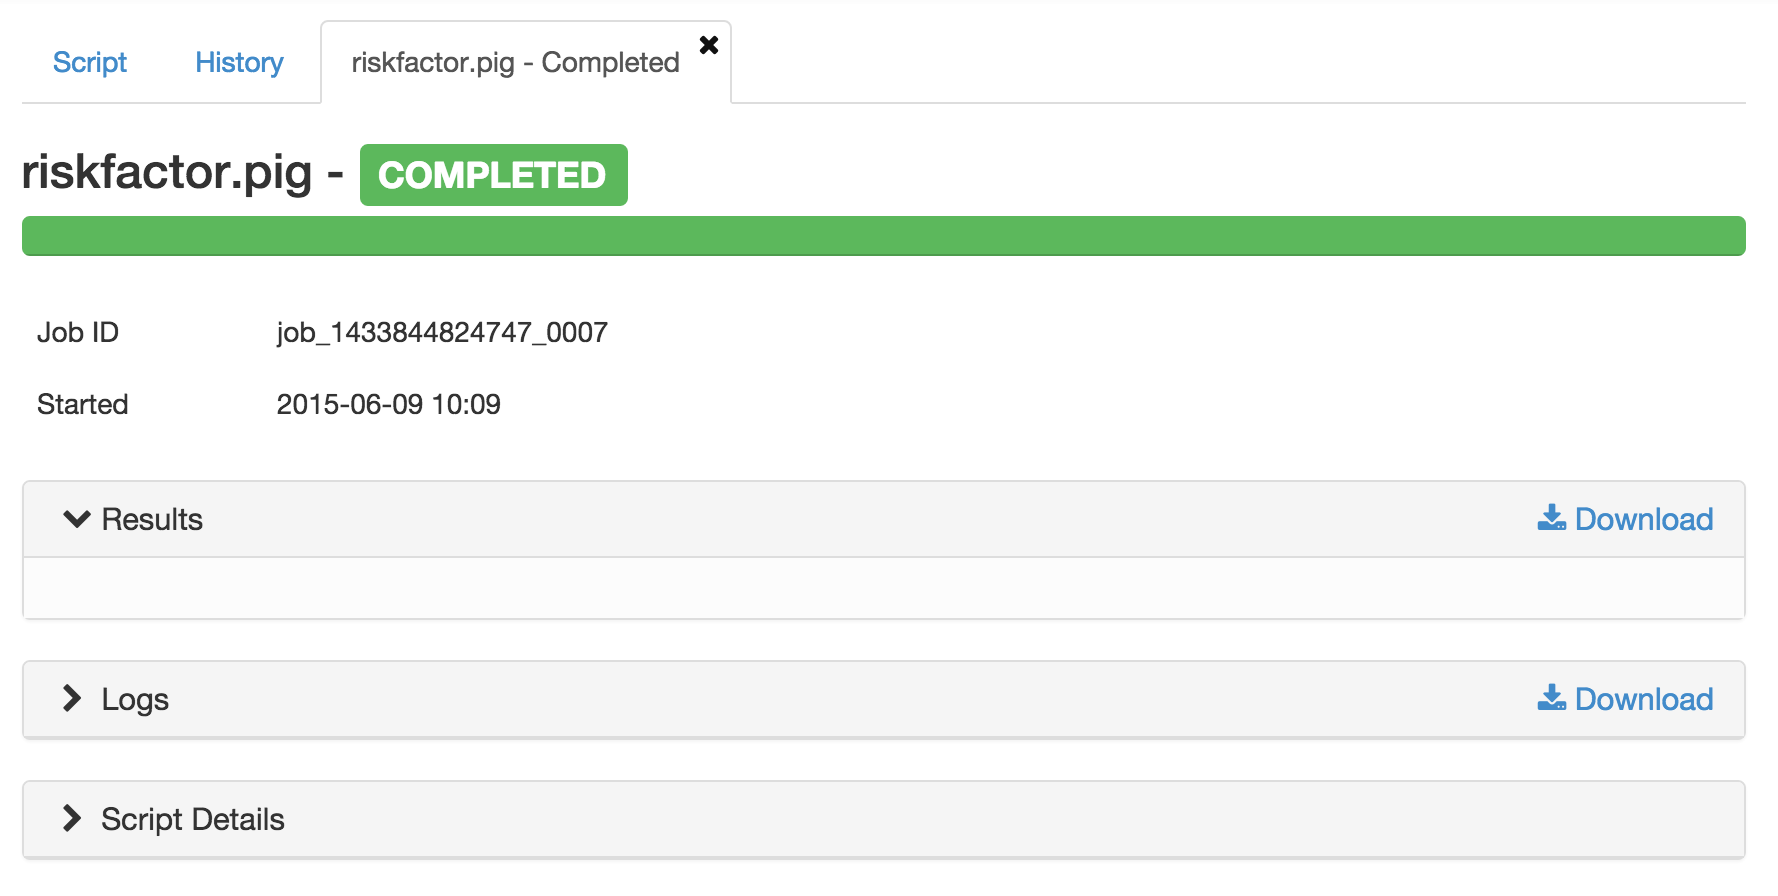 Script History riskfactor.pig - Completed
riskfactor.pig - COMPLETED
Job ID job_1433844824747_0007
Started 2015-06-09 10:09
Results Download
Logs Download
Script Details